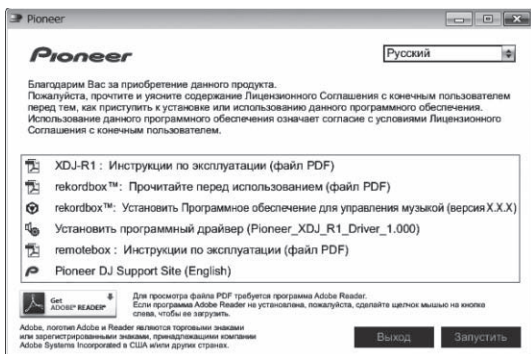 Pioneer
Pioneer
Русский
Благодарим Вас за приобретение данного продукта.
Пожалуйста, прочтите и уясните содержание Лицензионного Соглашения с конечным пользователем
перед тем, как приступить к установке или использованию данного программного обеспечения.
Использование данного программного обеспечения означает согласие с условиями Лицензионного
Соглашения с конечным пользователем.
XDJ-R1 : Инструкции по эксплуатации (файл PDF)
rekordbox™: Прочитайте перед использованием (файл PDF)
rekordbox™: Установить Программное обеспечение для управления музыкой (версия X.X.X)
Установить программный драйвер (Pioneer_XDJ_R1_Driver_1.000)
remotebox : Инструкции по эксплуатации (файл PDF)
Pioneer DJ Support Site (English)
Get
ADOBE® READER®
Для просмотра файла PDF требуется программа Adobe Reader.
Если программа Adobe Reader не установлена, пожалуйста, сделайте щелчок мышью на кнопке
слева, чтобы ее загрузить.
Adobe, логотип Adobe и Reader являются торговыми знаками
или зарегистрированными знаками, принадлежащими компании
Adobe Systems Incorporated в США и/или других странах.
Выход
Запустить